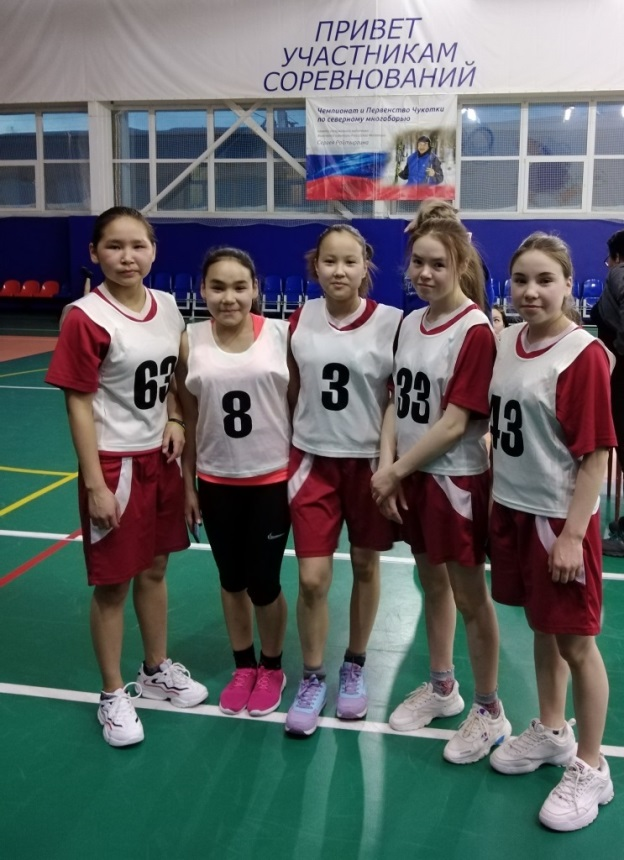 ПРИВЕТ
УЧАСТНИКАМ
СОРЕВНОВАНИЙ
Чемпионат и Первенство Чукотки
по северному многоборью
63
8
3
33
43